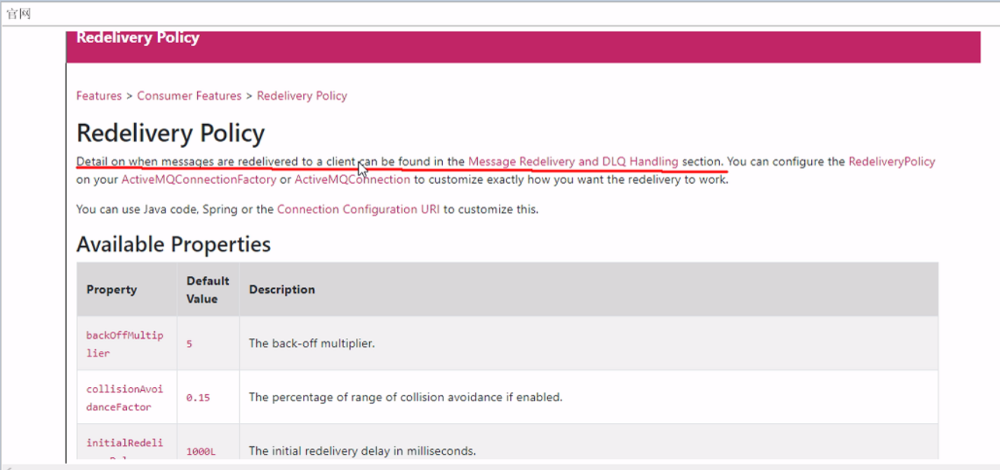 官网
Redelivery Policy
Features > Consumer Features > Redelivery Policy
Redelivery Policy
Detail on when messages are redelivered to a client can be found in the Message Redelivery and DLQ Handling section. You can configure the RedeliveryPolicy
on your ActiveMQConnectionFactory or ActiveMQConnection to customize exactly how you want the redelivery to work.
You can use Java code, Spring or the Connection Configuration URI to customize this.
Available Properties
Property
Default
Value
Description
backOffMultip
lier
5
The back-off multiplier.
collisionAvoi
danceFactor
0.15
The percentage of range of collision avoidance if enabled.
initialRedeli
1000L
The initial redelivery delay in milliseconds.